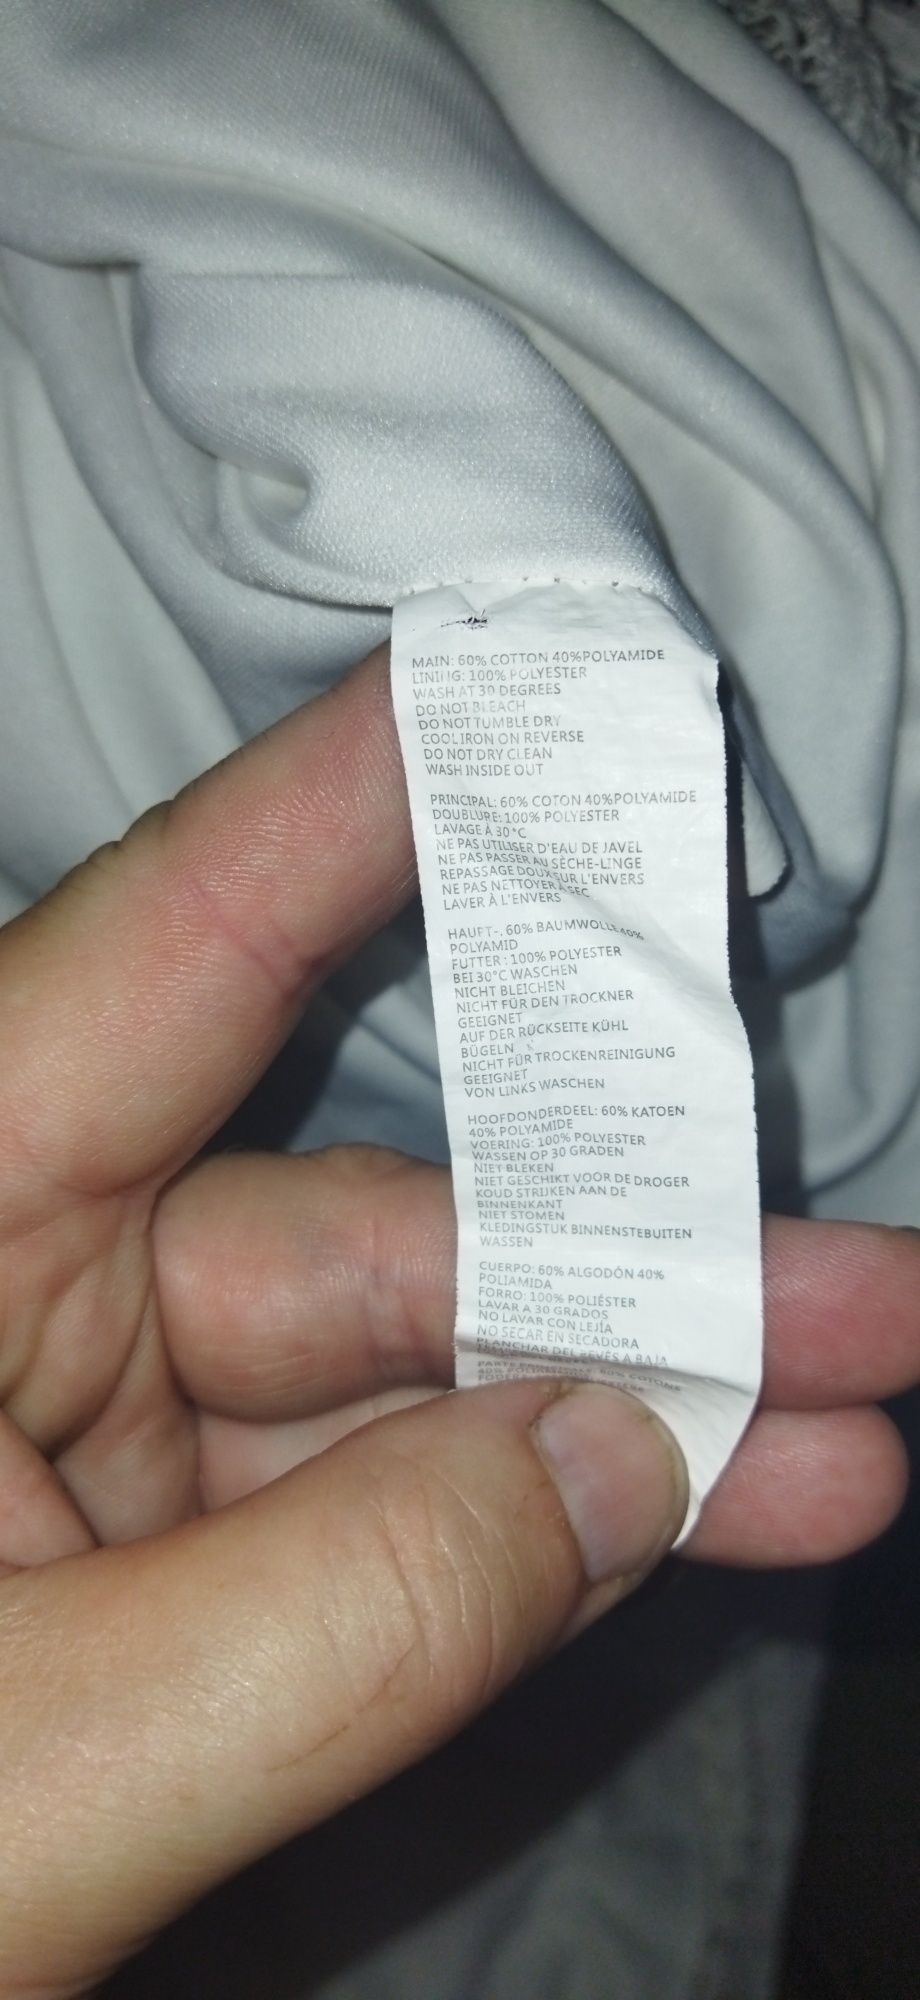 MAIN: 60% COTTON 40%POLYAMIDE
LINING: 100% POLYESTER
WASH AT 30 DEGREES
DO NOT BLEACH
DO NOT TUMBLE DRY
COOL IRON ON REVERSE
DO NOT DRY CLEAN
WASH INSIDE OUT
PRINCIPAL: 60% COTON 40%POLYAMIDE
DOUBLURE: 100% POLYESTER
LAVAGE À 30°C
NE PAS UTILISER D'EAU DE JAVEL
NE PAS PASSER AU SÈCHE-LINGE
REPASSAGE DOUX SUR L'ENVERS
NE PAS NETTOYER À SEC
LAVER À L'ENVERS
HAUPT-, 60% BAUMWOLLE 40%
POLYAMID
FUTTER : 100% POLYESTER
BEI 30°C WASCHEN
NICHT BLEICHEN
NICHT FÜR DEN TROCKNER
GEEIGNET
AUF DER RÜCKSEITE KÜHL
BÜGELN
NICHT FÜR TROCKENREINIGUNG
GEEIGNET
VON LINKS WASCHEN
HOOFDONDERDEEL: 60% KATOEN
40% POLYAMIDE
VOERING: 100% POLYESTER
WASSEN OP 30 GRADEN
NIET BLEKEN
NIET GESCHIKT VOOR DE DROGER
KOUD STRIJKEN AAN DE
BINNENKANT
NIET STOMEN
KLEDINGSTUK BINNENSTEBUITEN
WASSEN
CUERPO: 60% ALGODÓN 40%
POLIAMIDA
FORRO: 100% POLIÉSTER
LAVAR A 30 GRADOS
NO LAVAR CON LEJÍA
NO SECAR EN SECADORA
PLANCHAR DEL REVÉS A BAJA